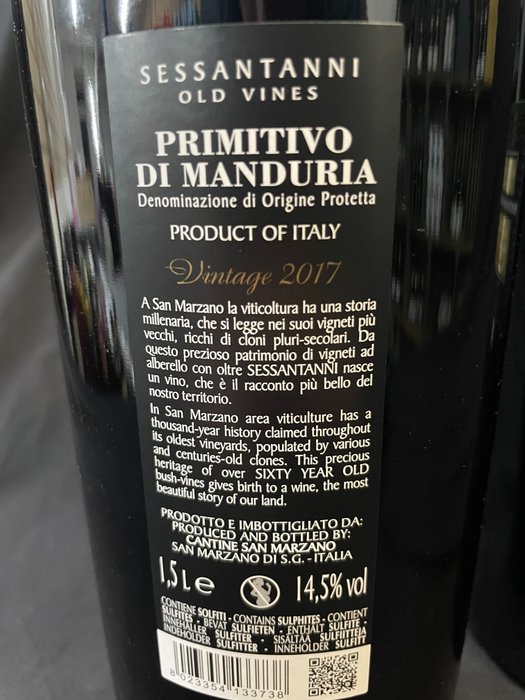 SESSANTANNI
OLD VINES
PRIMITIVO
DI MANDURIA
Denominazione di Origine Protetta
PRODUCT OF ITALY
Vintage 2017
A San Marzano la viticoltura ha una storia
millenaria, che si legge nei suoi vigneti più
vecchi, ricchi di cloni pluri-secolari. Da
questo prezioso patrimonio di vigneti ad
alberello con oltre SESSANTANNI nasce
un vino, che è il racconto più bello del
nostro territorio.
In San Marzano area viticulture has a
thousand-year history claimed throughout
its oldest vineyards, populated by various
and centuries-old clones. This precious
heritage of over SIXTY YEAR OLD
bush-vines gives birth to a wine, the most
beautiful story of our land.
PRODOTTO E IMBOTTIGLIATO DA:
PRODUCED AND BOTTLED BY:
CANTINE SAN MARZANO
SAN MARZANO DI S.G. - ITALIA
1,5 L e 14,5% vol
CONTIENE SOLFITI - CONTAINS SULPHITES - CONTIENT
SULFITES - BEVAT SULFIETEN - ENTHÄLT SULFITE -
INNEHÅLLER SULFITER - SISÄLTÄÄ SULFIITTEJA
INDEHOLDER SULFITTER - INNEHOLDER SULFITT
8 023354 133738